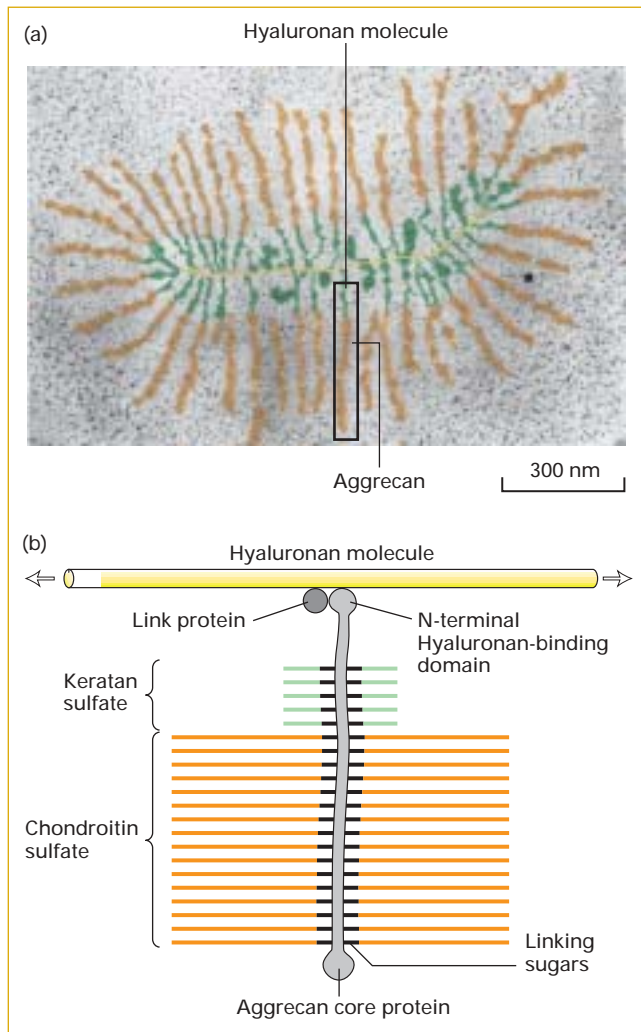 (a)
Hyaluronan molecule
Aggrecan
300 nm
(b)
Hyaluronan molecule
Link protein
N-terminal
Hyaluronan-binding
domain
Keratan
sulfate
Chondroitin
sulfate
Linking
sugars
Aggrecan core protein